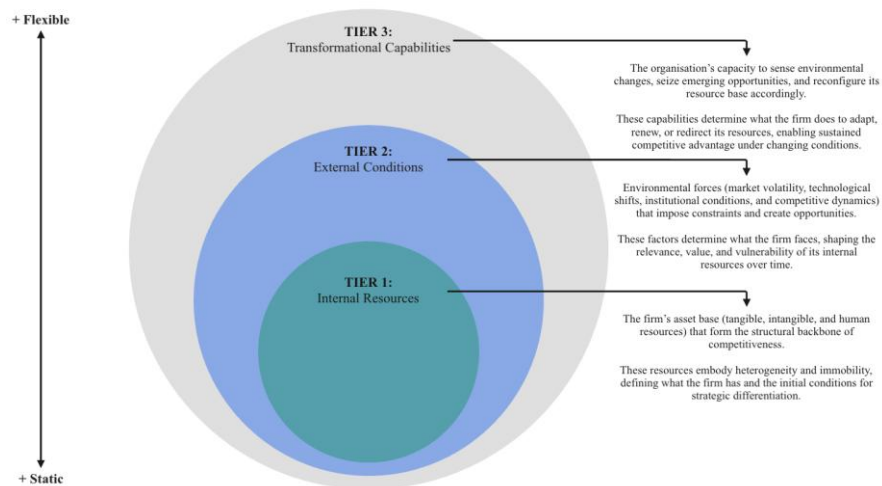 + Flexible
TIER 3:
Transformational Capabilities
The organisation's capacity to sense environmental
changes, seize emerging opportunities, and reconfigure its
resource base accordingly.
These capabilities determine what the firm does to adapt,
renew, or redirect its resources, enabling sustained
competitive advantage under changing conditions.
TIER 2:
External Conditions
Environmental forces (market volatility, technological
shifts, institutional conditions, and competitive dynamics)
that impose constraints and create opportunities.
These factors determine what the firm faces, shaping the
relevance, value, and vulnerability of its internal
resources over time.
TIER 1:
Internal Resources
The firm's asset base (tangible, intangible, and human
resources) that form the structural backbone of
competitiveness.
These resources embody heterogeneity and immobility,
defining what the firm has and the initial conditions for
strategic differentiation.
+ Static